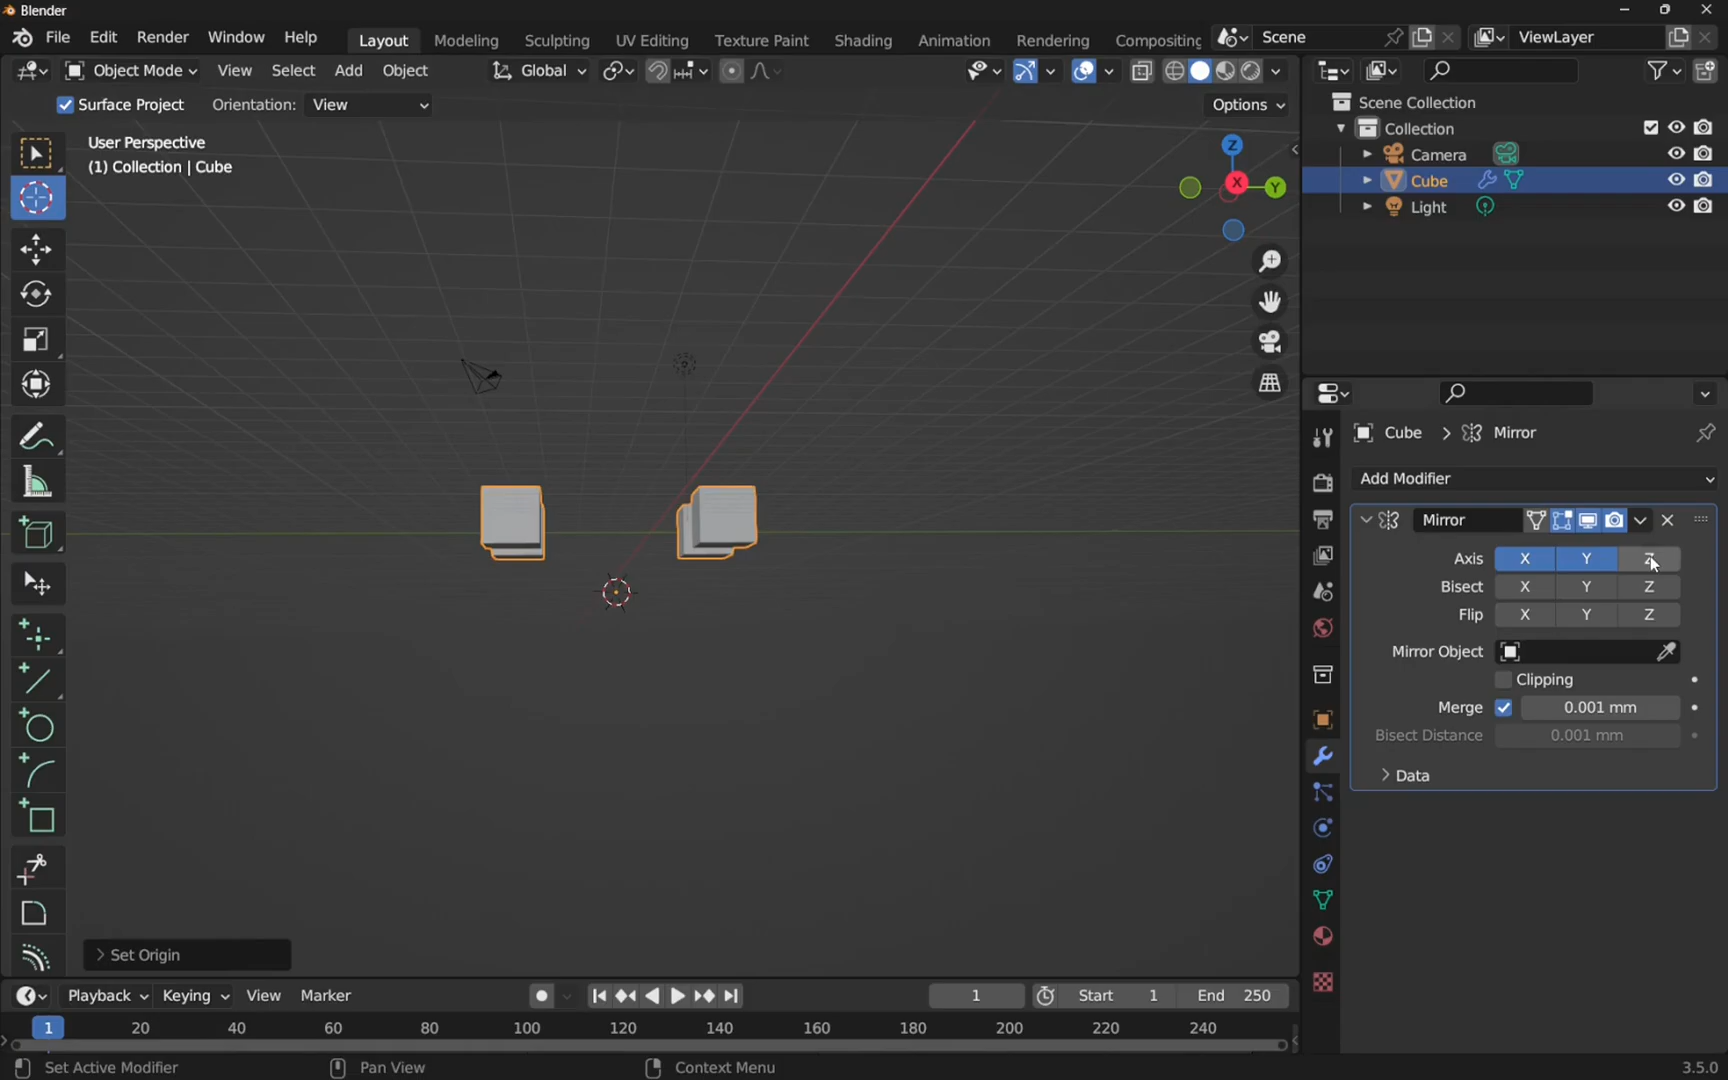 Blender
File Edit Render Window Help Layout Modeling Sculpting UV Editing Texture Paint Shading Animation Rendering Compositing Scene ViewLayer
Object Mode View Select Add Object Global
Surface Project Orientation: View Options
User Perspective
(1) Collection | Cube
Z
X
Y
Scene Collection
Collection
Camera
Cube
Light
Cube > Mirror
Add Modifier
Mirror
Axis X Y Z
Bisect X Y Z
Flip X Y Z
Mirror Object
Clipping
Merge 0.001 mm
Bisect Distance 0.001 mm
> Data
> Set Origin
Playback Keying View Marker 1 Start 1 End 250
1 20 40 60 80 100 120 140 160 180 200 220 240
Set Active Modifier Pan View Context Menu 3.5.0